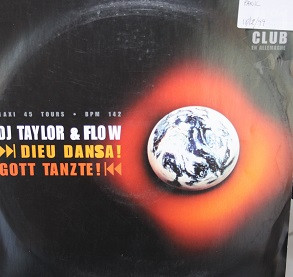 CLUB
MAXI 45 TOURS • BPM 142
DJ TAYLOR & FLOW
DIEU DANSA!
GOTT TANZTE!